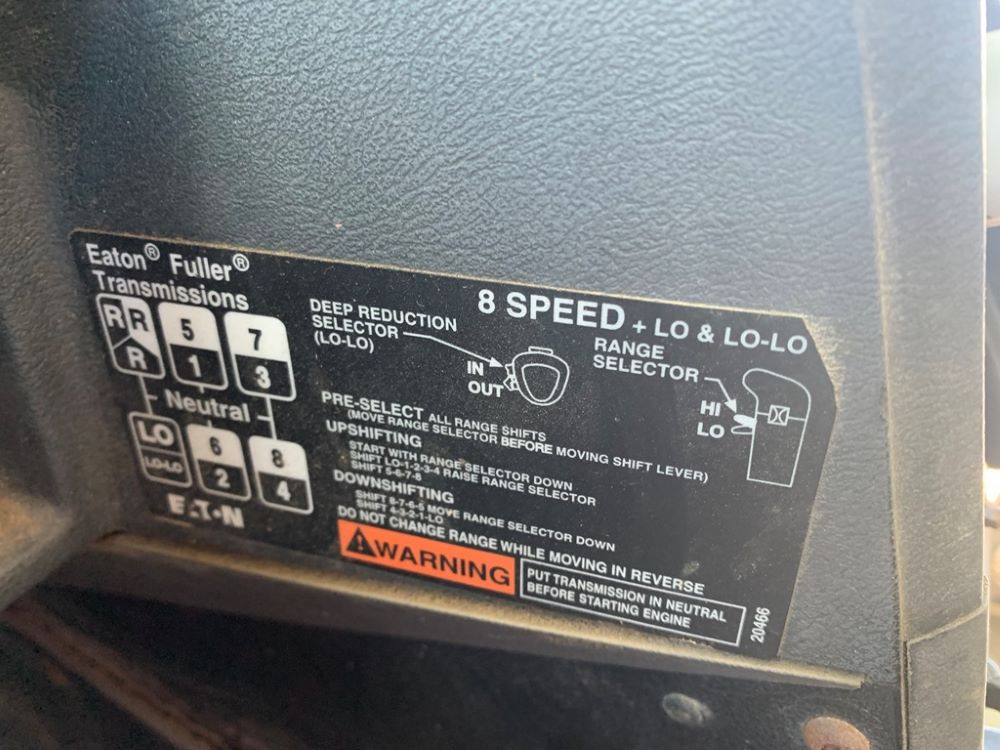 Eaton® Fuller®
Transmissions
R R 5 7
R 1 3
Neutral
LO 6 8
LO-LO 2 4
EAT•N
8 SPEED + LO & LO-LO
DEEP REDUCTION
SELECTOR
(LO-LO)
IN
OUT
RANGE
SELECTOR
HI
LO
PRE-SELECT ALL RANGE SHIFTS
(MOVE RANGE SELECTOR BEFORE MOVING SHIFT LEVER)
UPSHIFTING
START WITH RANGE SELECTOR DOWN
SHIFT LO-1-2-3-4 RAISE RANGE SELECTOR
SHIFT 5-6-7-8
DOWNSHIFTING
SHIFT 8-7-6-5 MOVE RANGE SELECTOR DOWN
SHIFT 4-3-2-1-LO
DO NOT CHANGE RANGE WHILE MOVING IN REVERSE
WARNING
PUT TRANSMISSION IN NEUTRAL
BEFORE STARTING ENGINE
20466